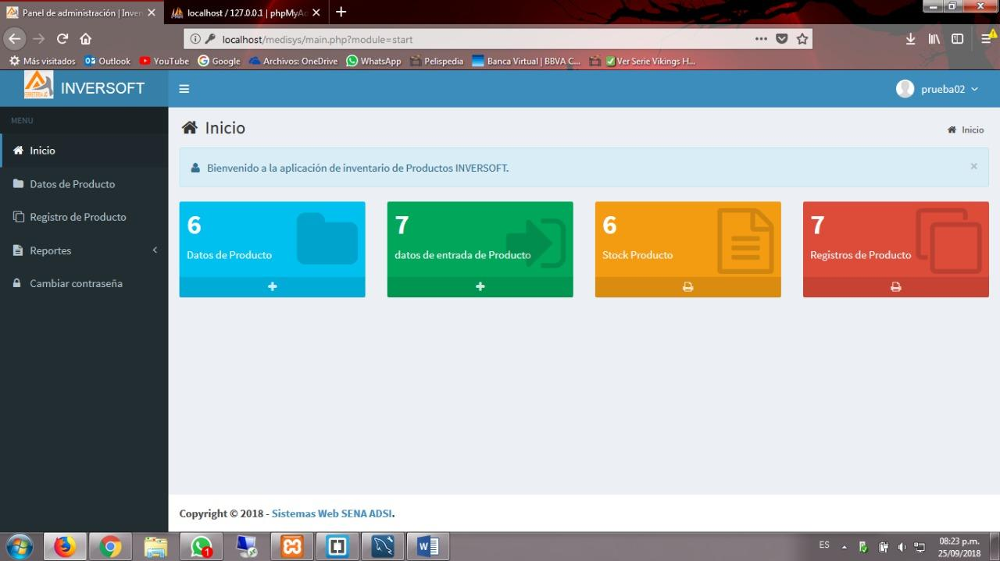 Panel de administración | Inven
localhost / 127.0.0.1 | phpMyAd
localhost/medisys/main.php?module=start
Más visitados
Outlook
YouTube
Google
Archivos: OneDrive
WhatsApp
Pelispedia
Banca Virtual | BBVA C...
Ver Serie Vikings H...
FERRETERIA JC
INVERSOFT
prueba02
MENU
Inicio
Datos de Producto
Registro de Producto
Reportes
Cambiar contraseña
Inicio
Inicio
Bienvenido a la aplicación de inventario de Productos INVERSOFT.
×
6
Datos de Producto
7
datos de entrada de Producto
6
Stock Producto
7
Registros de Producto
Copyright © 2018 - Sistemas Web SENA ADSI.
1
ES
08:23 p.m.
25/09/2018